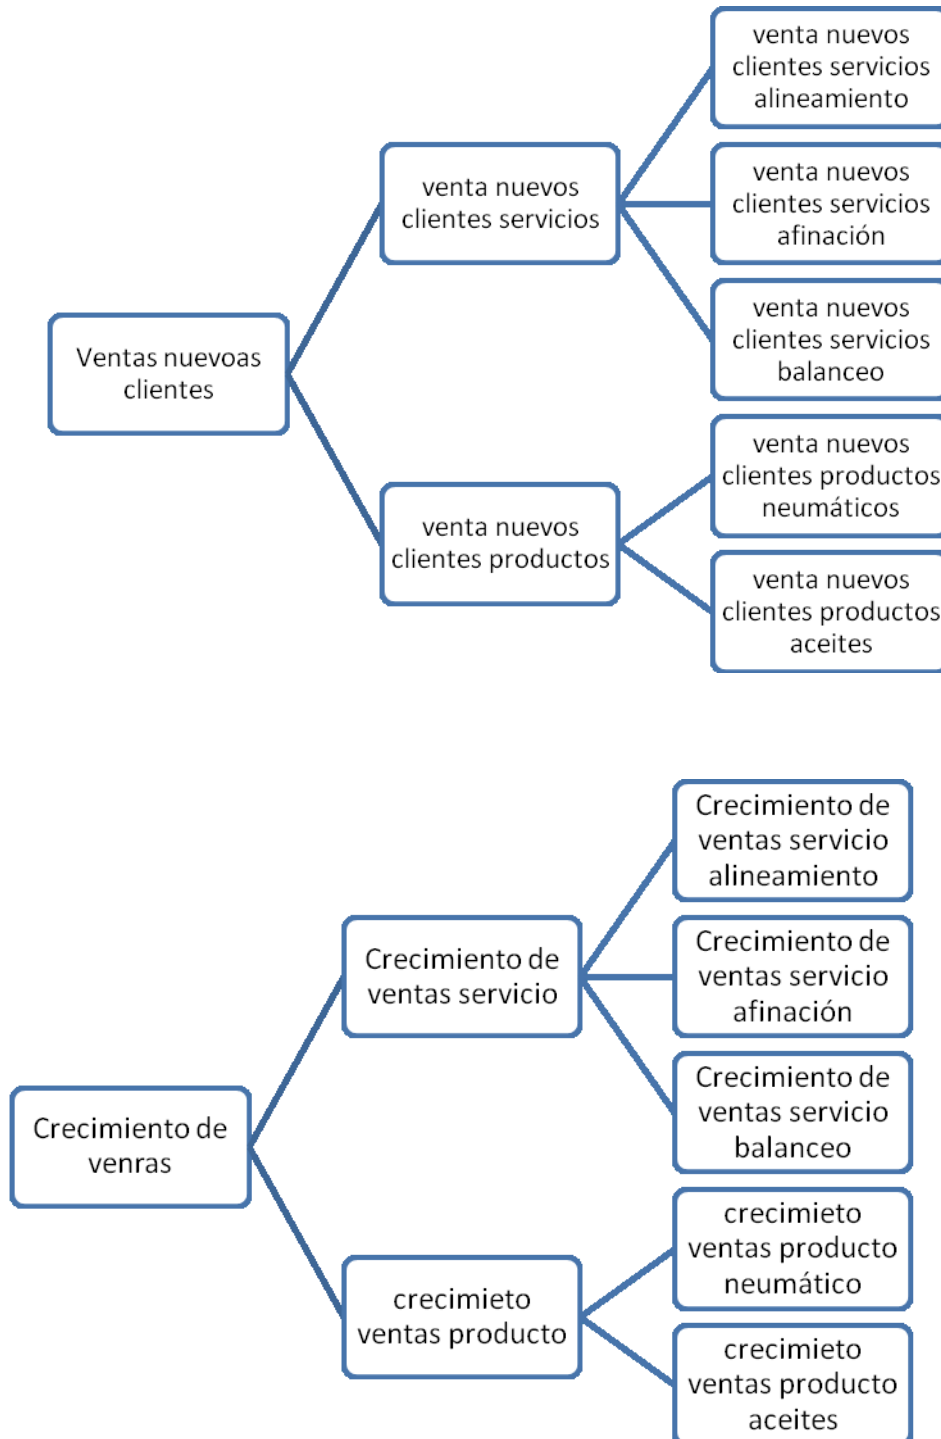 venta nuevos
clientes servicios
alineamiento
venta nuevos
clientes servicios
venta nuevos
clientes servicios
afinación
venta nuevos
clientes servicios
balanceo
Ventas nuevoas
clientes
venta nuevos
clientes productos
neumáticos
venta nuevos
clientes productos
venta nuevos
clientes productos
aceites
Crecimiento de
ventas servicio
alineamiento
Crecimiento de
ventas servicio
Crecimiento de
ventas servicio
afinación
Crecimiento de
ventas servicio
balanceo
Crecimiento de
venras
crecimieto
ventas producto
neumático
crecimieto
ventas producto
crecimieto
ventas producto
aceites